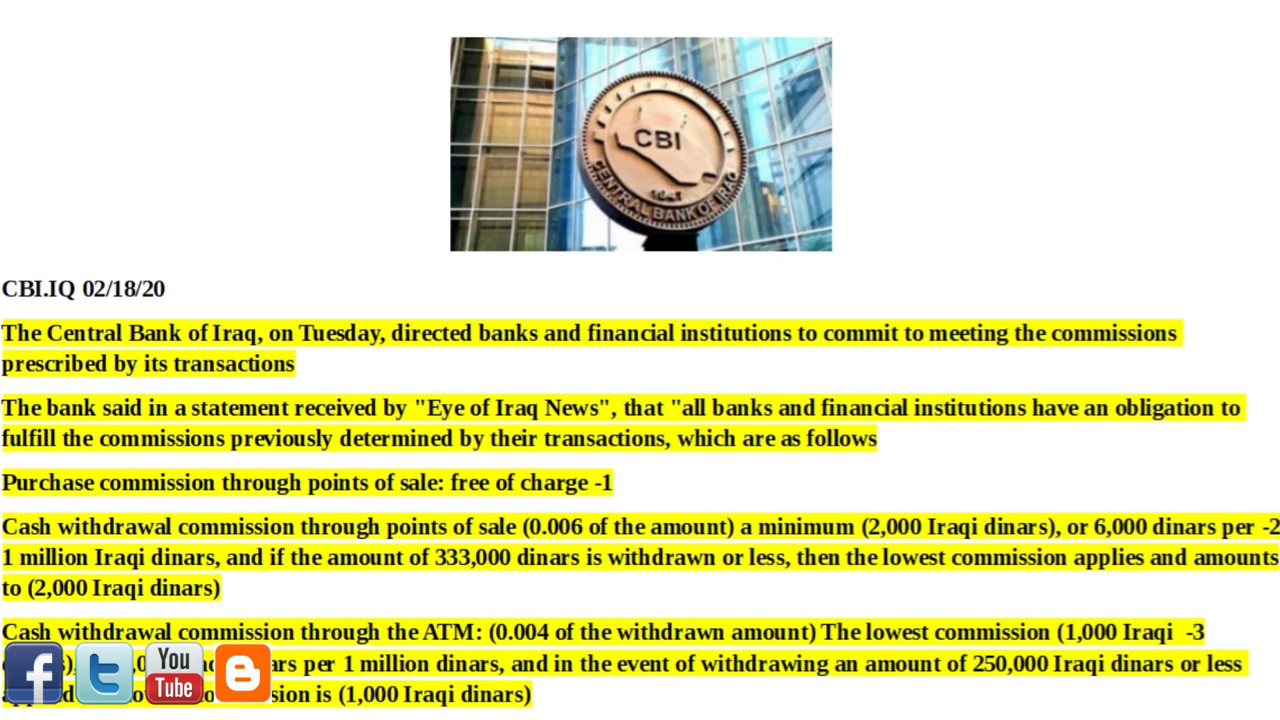 CBI
CENTRAL BANK OF IRAQ
CBI.IQ 02/18/20
The Central Bank of Iraq, on Tuesday, directed banks and financial institutions to commit to meeting the commissions
prescribed by its transactions
The bank said in a statement received by "Eye of Iraq News", that "all banks and financial institutions have an obligation to
fulfill the commissions previously determined by their transactions, which are as follows
Purchase commission through points of sale: free of charge -1
Cash withdrawal commission through points of sale (0.006 of the amount) a minimum (2,000 Iraqi dinars), or 6,000 dinars per -2
1 million Iraqi dinars, and if the amount of 333,000 dinars is withdrawn or less, then the lowest commission applies and amounts
to (2,000 Iraqi dinars)
Cash withdrawal commission through the ATM: (0.004 of the withdrawn amount) The lowest commission (1,000 Iraqi -3
per 1 million dinars, and in the event of withdrawing an amount of 250,000 Iraqi dinars or less
is (1,000 Iraqi dinars)
f t You Tube B